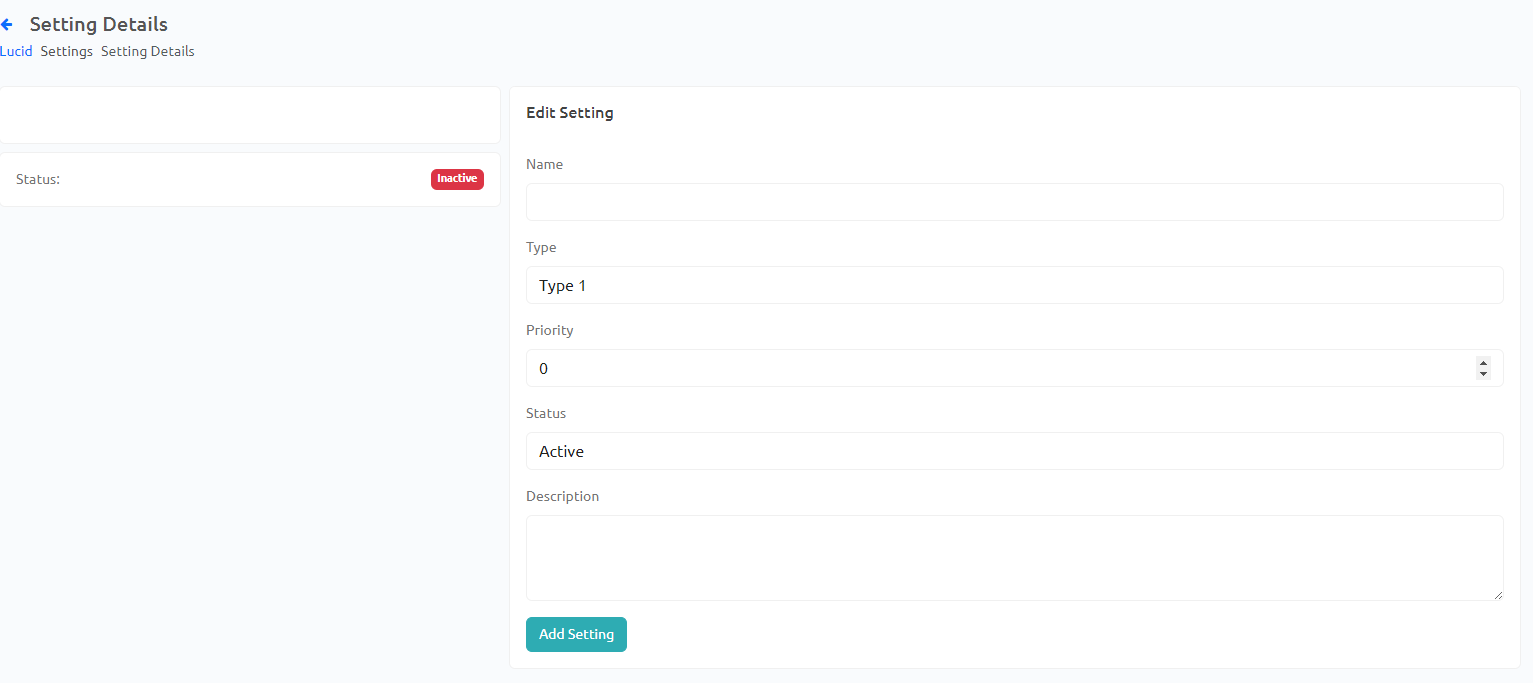 Setting Details
Lucid Settings Setting Details
Status: Inactive
Edit Setting
Name
Type
Type 1
Priority
0
Status
Active
Description
Add Setting